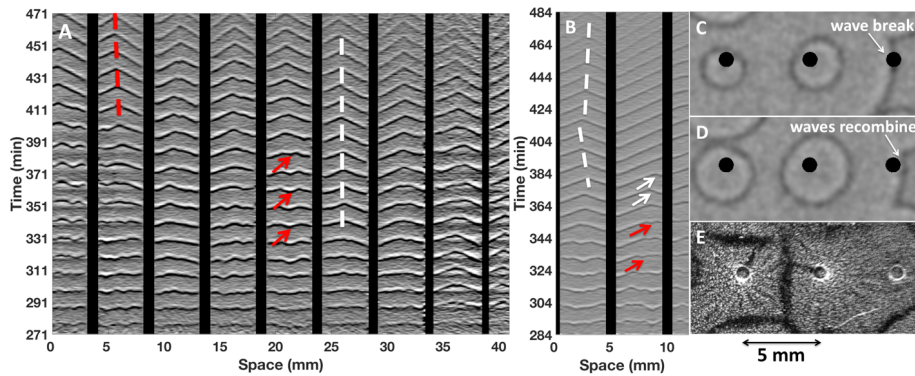 A
Time (min)
471
451
431
411
391
371
351
331
311
291
271
0 5 10 15 20 25 30 35 40
Space (mm)
B
Time (min)
484
464
444
424
404
384
364
344
324
304
284
0 5 10
Space (mm)
C
wave break
D
waves recombine
E
5 mm